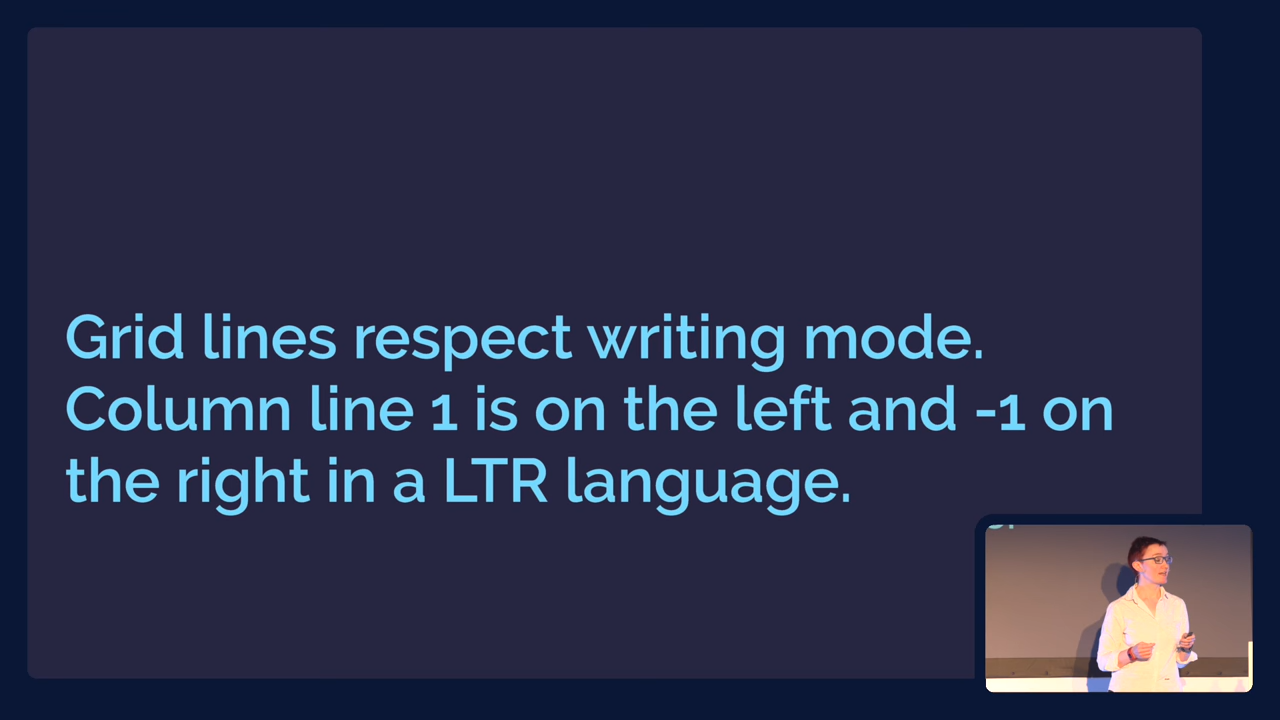 Grid lines respect writing mode.
Column line 1 is on the left and -1 on
the right in a LTR language.